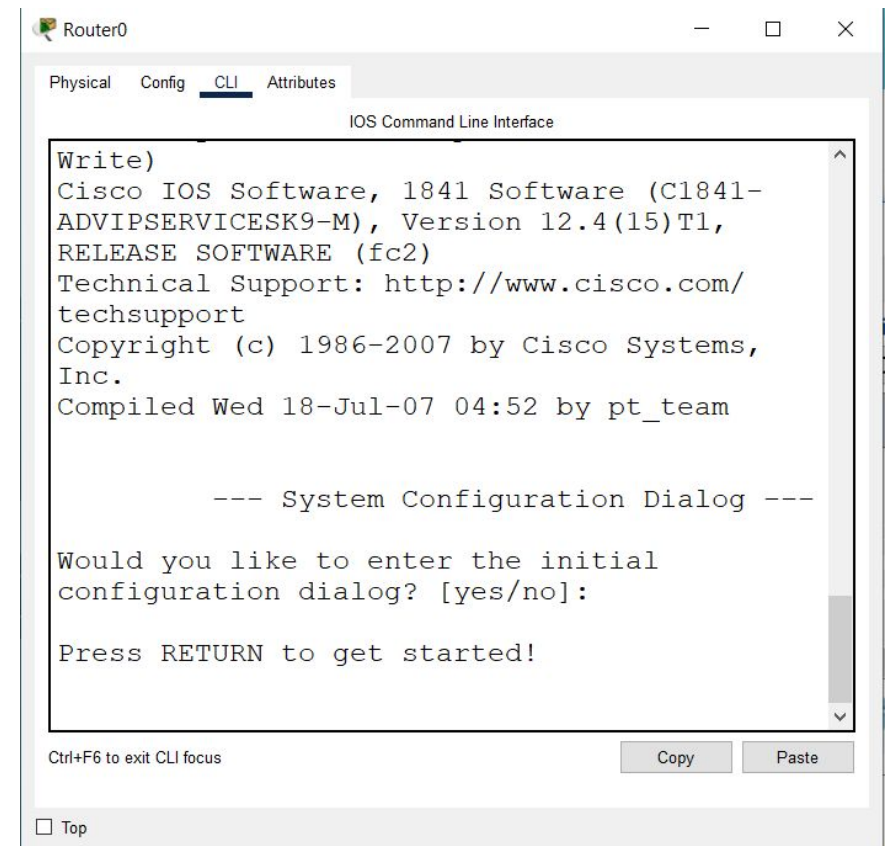 Router0
Physical Config CLI Attributes
IOS Command Line Interface
Write)
Cisco IOS Software, 1841 Software (C1841-
ADVIPSERVICESK9-M), Version 12.4(15)T1,
RELEASE SOFTWARE (fc2)
Technical Support: http://www.cisco.com/
techsupport
Copyright (c) 1986-2007 by Cisco Systems,
Inc.
Compiled Wed 18-Jul-07 04:52 by pt_team
--- System Configuration Dialog ---
Would you like to enter the initial
configuration dialog? [yes/no]:
Press RETURN to get started!
Ctrl+F6 to exit CLI focus
Copy Paste
Top